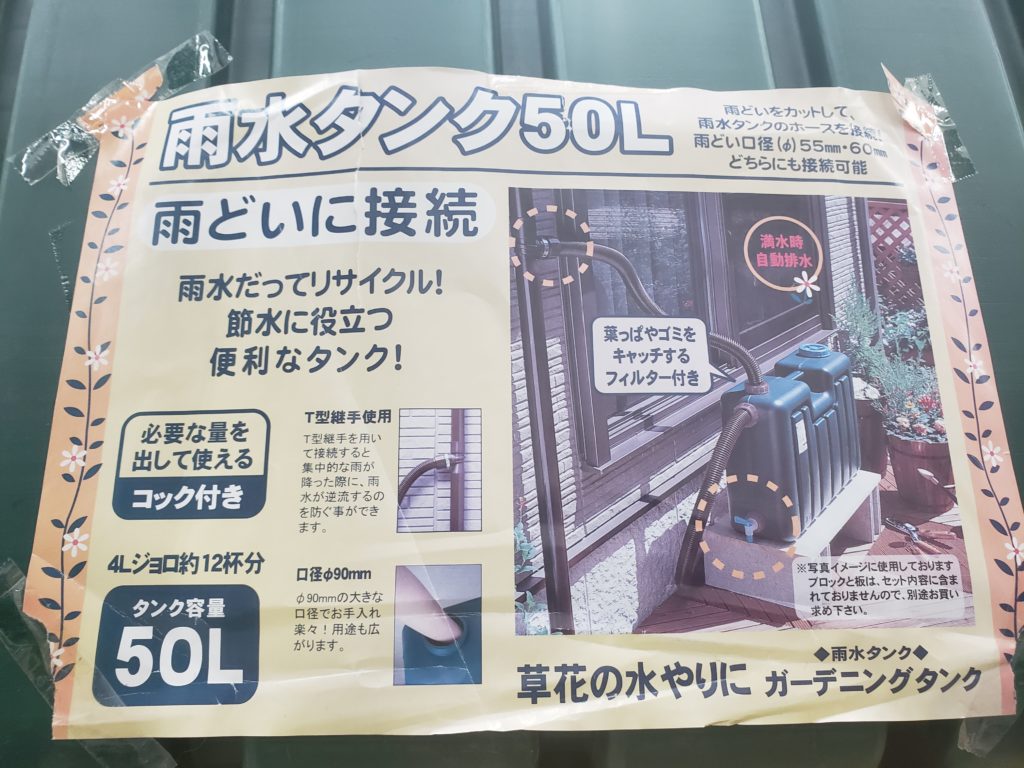 雨水タンク50L
雨どいをカットして、
雨水タンクのホースを接続!
雨どい口径(φ)55mm・60mm
どちらにも接続可能
雨どいに接続
雨水だってリサイクル!
節水に役立つ
便利なタンク!
必要な量を
出して使える
コック付き
T型継手使用
T型継手を用い
て接続すると
集中的な雨が
降った際に、雨
水が逆流するの
を防ぐ事ができ
ます。
4Lジョロ約12杯分
タンク容量
50L
口径φ90mm
φ90mmの大きな
口径でお手入れ
楽々!用途も広
がります。
満水時
自動排水
葉っぱやゴミを
キャッチする
フィルター付き
※写真イメージに使用しております
ブロックと板は、セット内容に含ま
れておりませんので、別途お買い
求め下さい。
草花の水やりに
◆雨水タンク◆
ガーデニングタンク